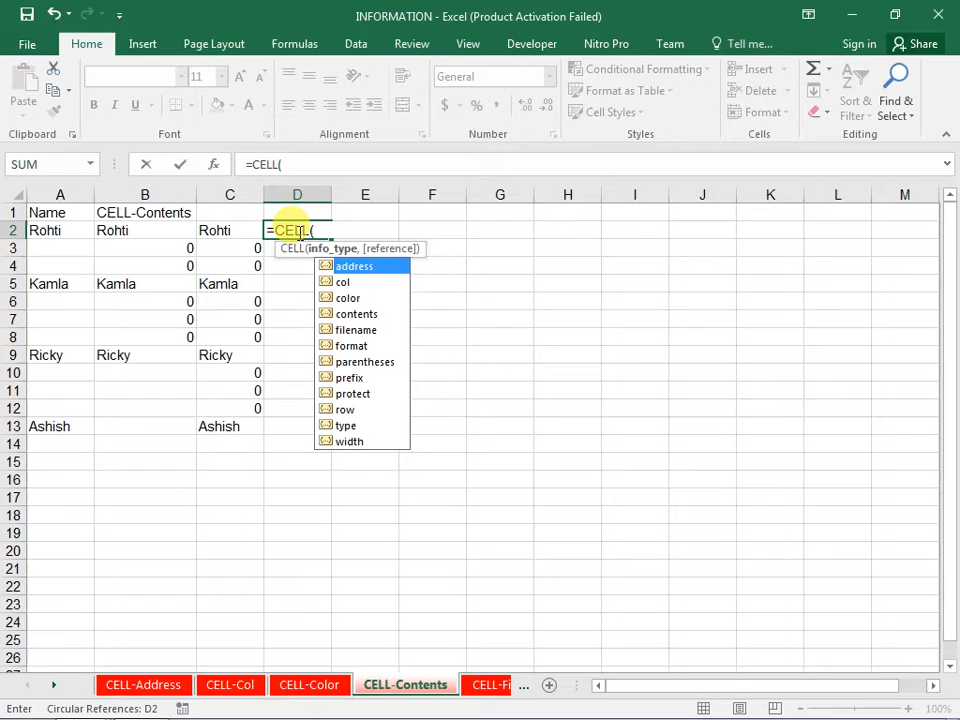 INFORMATION - Excel (Product Activation Failed)
File Home Insert Page Layout Formulas Data Review View Developer Nitro Pro Team Tell me... Sign in Share
11 A A General Conditional Formatting Insert
Format as Table Delete
Paste B I U A $ % , Cell Styles Format Sort & Filter Find & Select
Clipboard Font Alignment Number Styles Cells Editing
SUM =CELL(
A B C D E F G H I J K L M
1 Name CELL-Contents
2 Rohti Rohti Rohti =CELL(
CELL(info_type, [reference])
3 0 0
4 0 0 address
5 Kamla Kamla Kamla col
color
6 0 0 contents
7 0 0 filename
8 0 0 format
9 Ricky Ricky Ricky parentheses
10 0 prefix
11 0 protect
12 0 row
13 Ashish Ashish type
14 width
15
16
17
18
19
20
21
22
23
24
25
26
CELL-Address CELL-Col CELL-Color CELL-Contents CELL-Fi ...
Enter Circular References: D2 100%